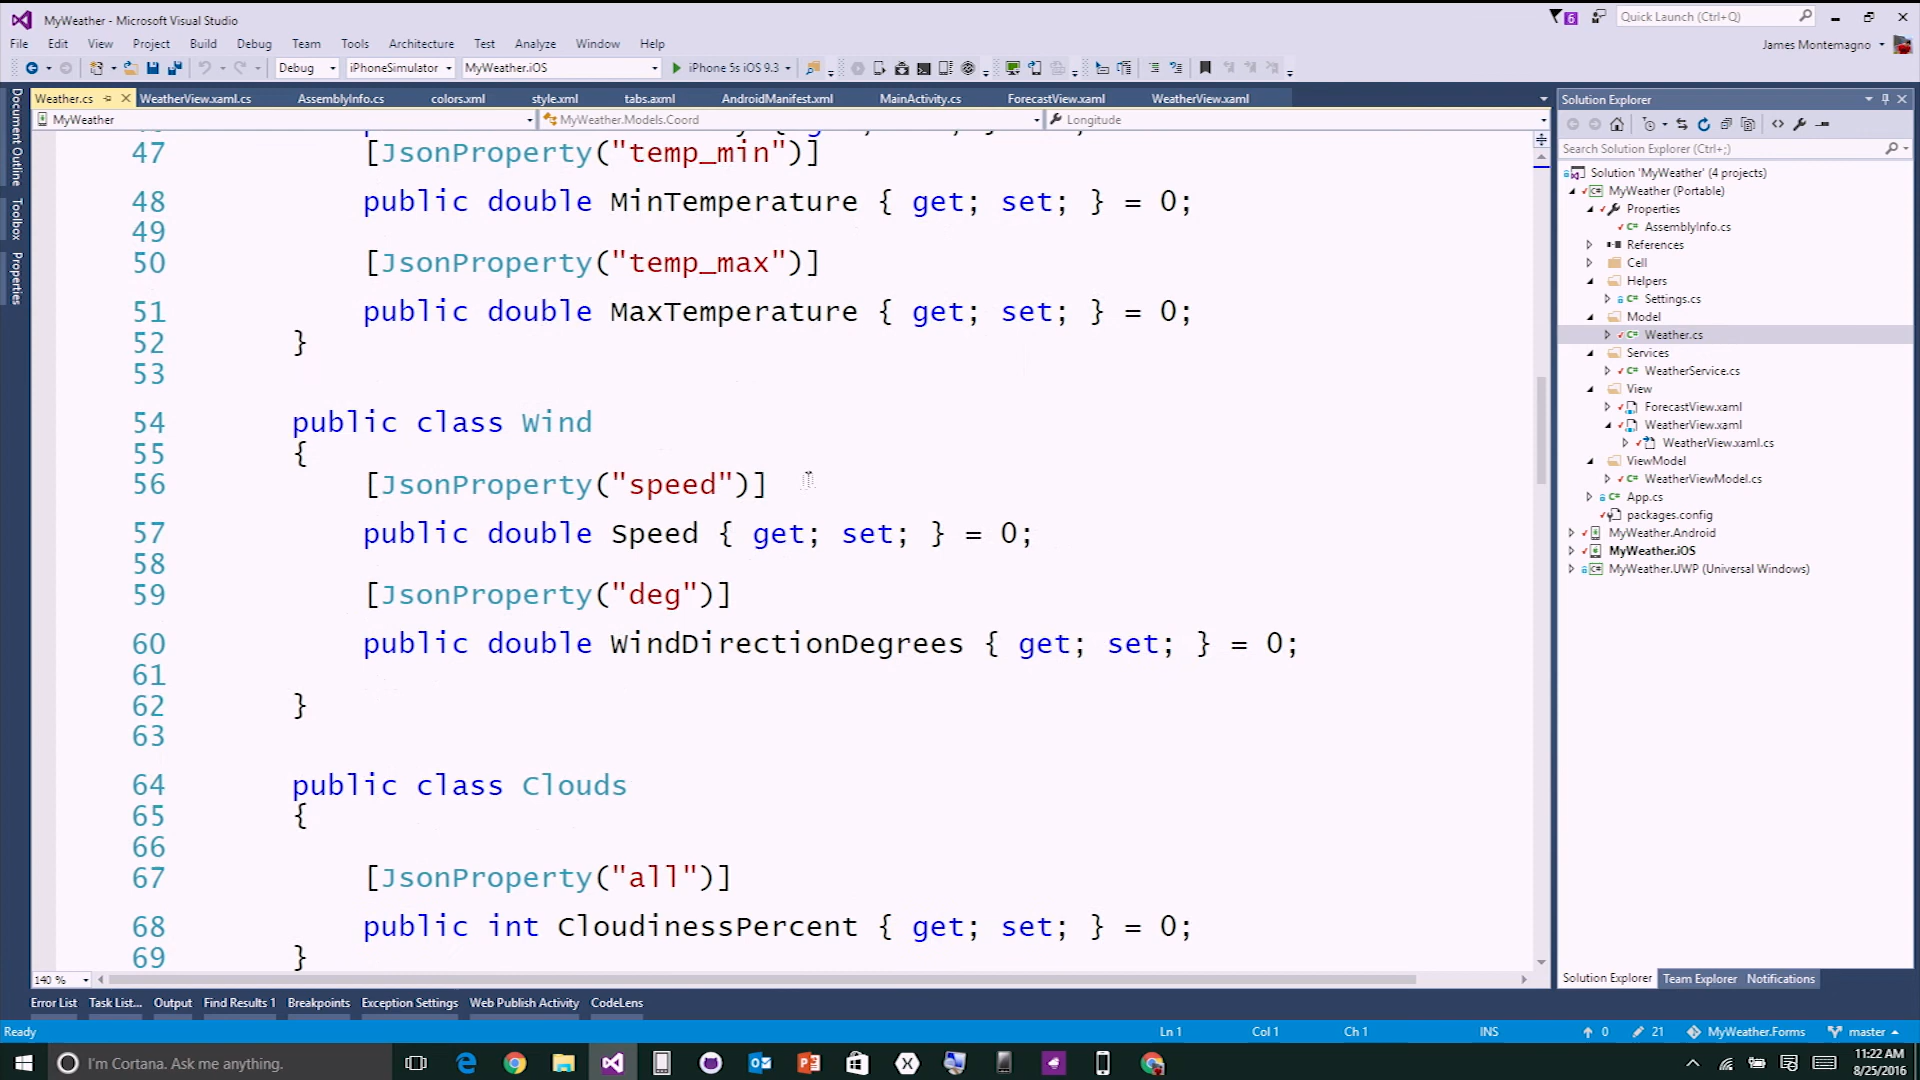 MyWeather - Microsoft Visual Studio
6
Quick Launch (Ctrl+Q)
File Edit View Project Build Debug Team Tools Architecture Test Analyze Window Help
James Montemagno
Debug
iPhoneSimulator
MyWeather.iOS
iPhone 5s iOS 9.3
Document Outline
Toolbox
Properties
Weather.cs
WeatherView.xaml.cs
AssemblyInfo.cs
colors.xml
style.xml
tabs.axml
AndroidManifest.xml
MainActivity.cs
ForecastView.xaml
WeatherView.xaml
MyWeather
MyWeather.Models.Coord
Longitude
47 [JsonProperty("temp_min")]
48 public double MinTemperature { get; set; } = 0;
49
50 [JsonProperty("temp_max")]
51 public double MaxTemperature { get; set; } = 0;
52 }
53
54 public class Wind
55 {
56 [JsonProperty("speed")]
57 public double Speed { get; set; } = 0;
58
59 [JsonProperty("deg")]
60 public double WindDirectionDegrees { get; set; } = 0;
61
62 }
63
64 public class Clouds
65 {
66
67 [JsonProperty("all")]
68 public int CloudinessPercent { get; set; } = 0;
69 }
140 %
Solution Explorer
Search Solution Explorer (Ctrl+;)
Solution 'MyWeather' (4 projects)
MyWeather (Portable)
Properties
AssemblyInfo.cs
References
Cell
Helpers
Settings.cs
Model
Weather.cs
Services
WeatherService.cs
View
ForecastView.xaml
WeatherView.xaml
WeatherView.xaml.cs
ViewModel
WeatherViewModel.cs
App.cs
packages.config
MyWeather.Android
MyWeather.iOS
MyWeather.UWP (Universal Windows)
Solution Explorer Team Explorer Notifications
Error List Task List... Output Find Results 1 Breakpoints Exception Settings Web Publish Activity CodeLens
Ready
Ln 1
Col 1
Ch 1
INS
0
21
MyWeather.Forms
master
I'm Cortana. Ask me anything.
11:22 AM
8/25/2016